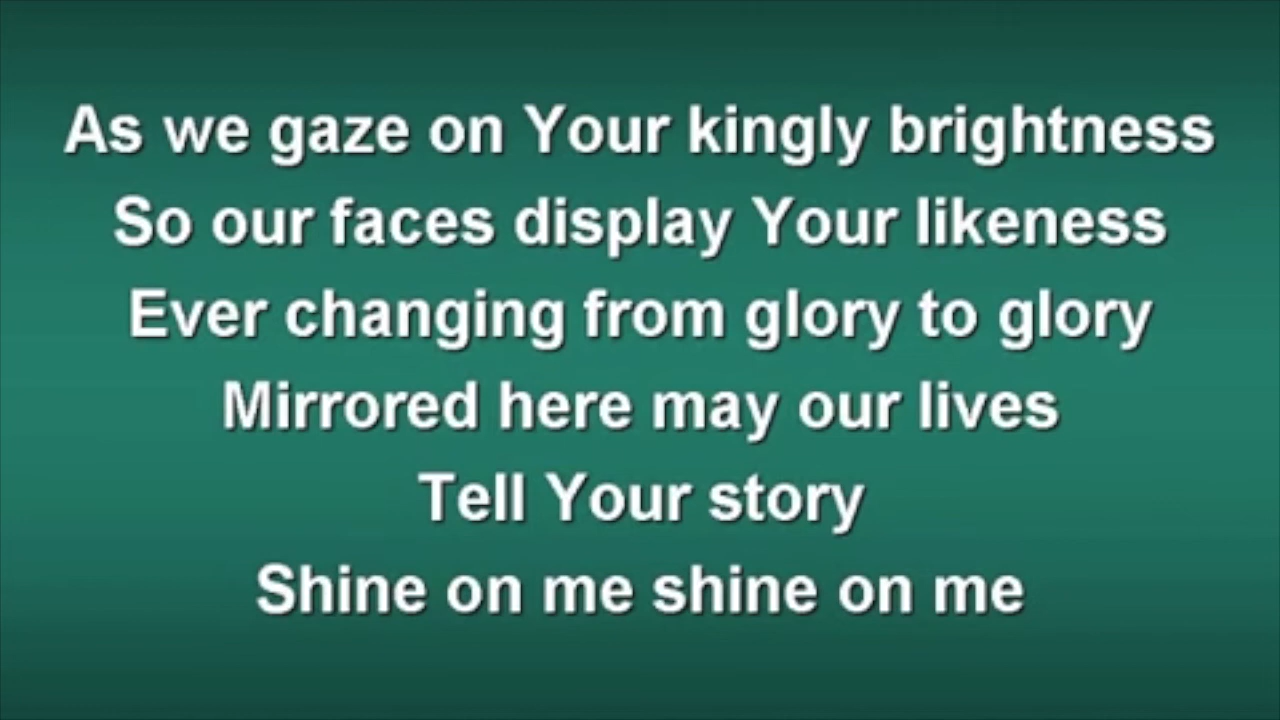 As we gaze on Your kingly brightness
So our faces display Your likeness
Ever changing from glory to glory
Mirrored here may our lives
Tell Your story
Shine on me shine on me